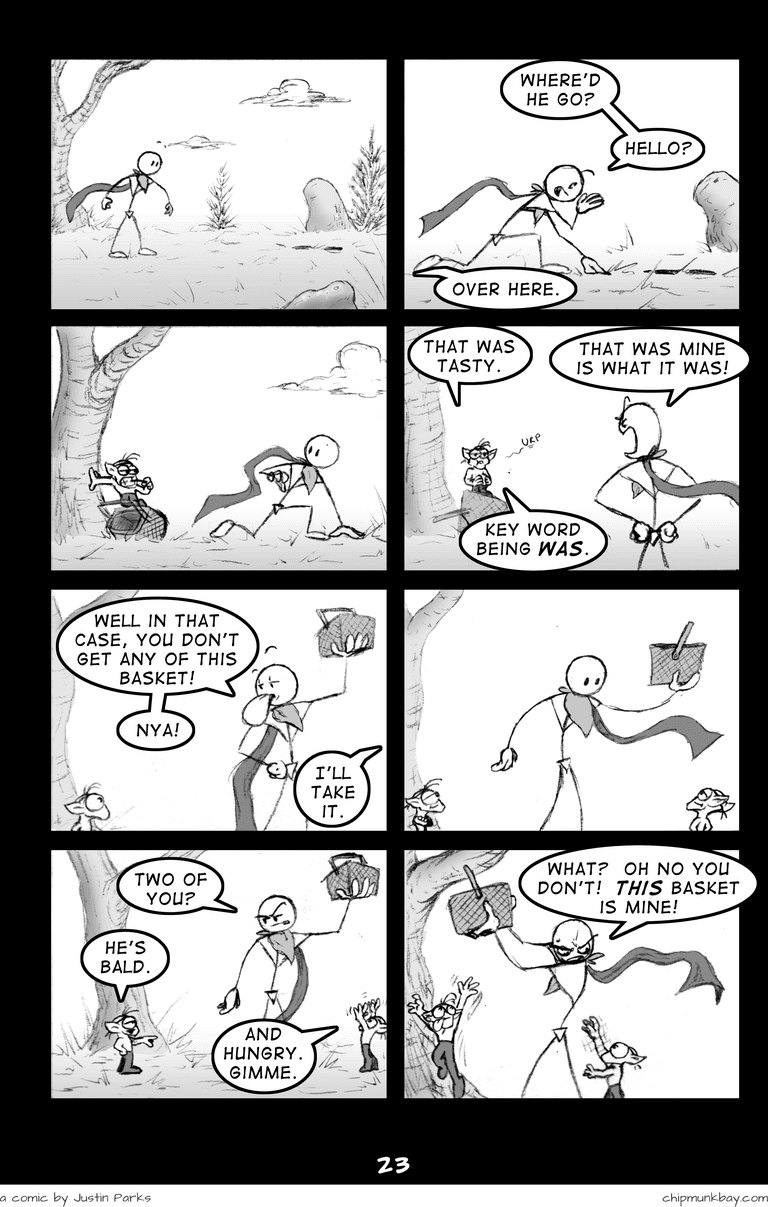 WHERE'D
HE GO?
HELLO?
OVER HERE.
THAT WAS
TASTY.
THAT WAS MINE
IS WHAT IT WAS!
URP
KEY WORD
BEING WAS.
WELL IN THAT
CASE, YOU DON'T
GET ANY OF THIS
BASKET!
NYA!
I'LL
TAKE
IT.
TWO OF
YOU?
HE'S
BALD.
AND
HUNGRY.
GIMME.
WHAT? OH NO YOU
DON'T! THIS BASKET
IS MINE!
23
a comic by Justin Parks
chipmunkbay.com